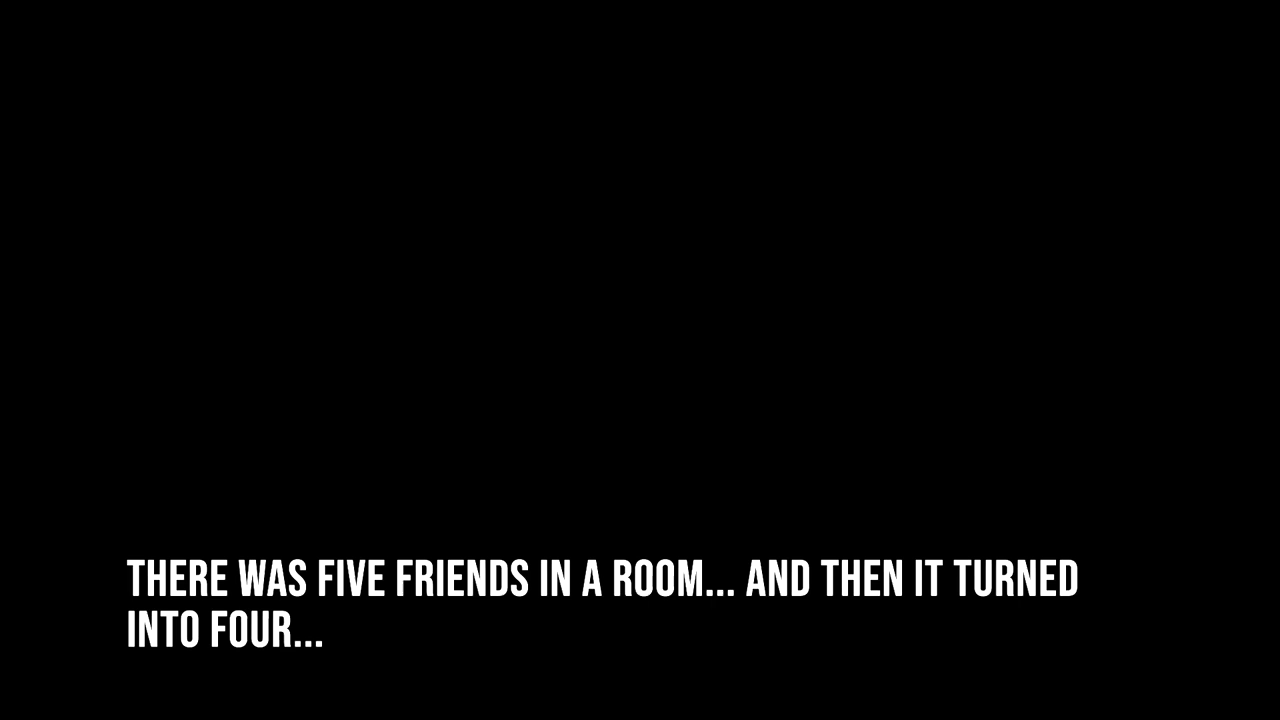 THERE WAS FIVE FRIENDS IN A ROOM... AND THEN IT TURNED
INTO FOUR...